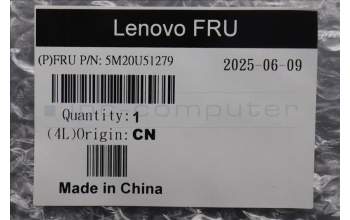 Lenovo FRU
(P)FRU P/N: 5M20U51279
2025-06-09
Quantity: 1
(4L)Origin: CN
Made in China